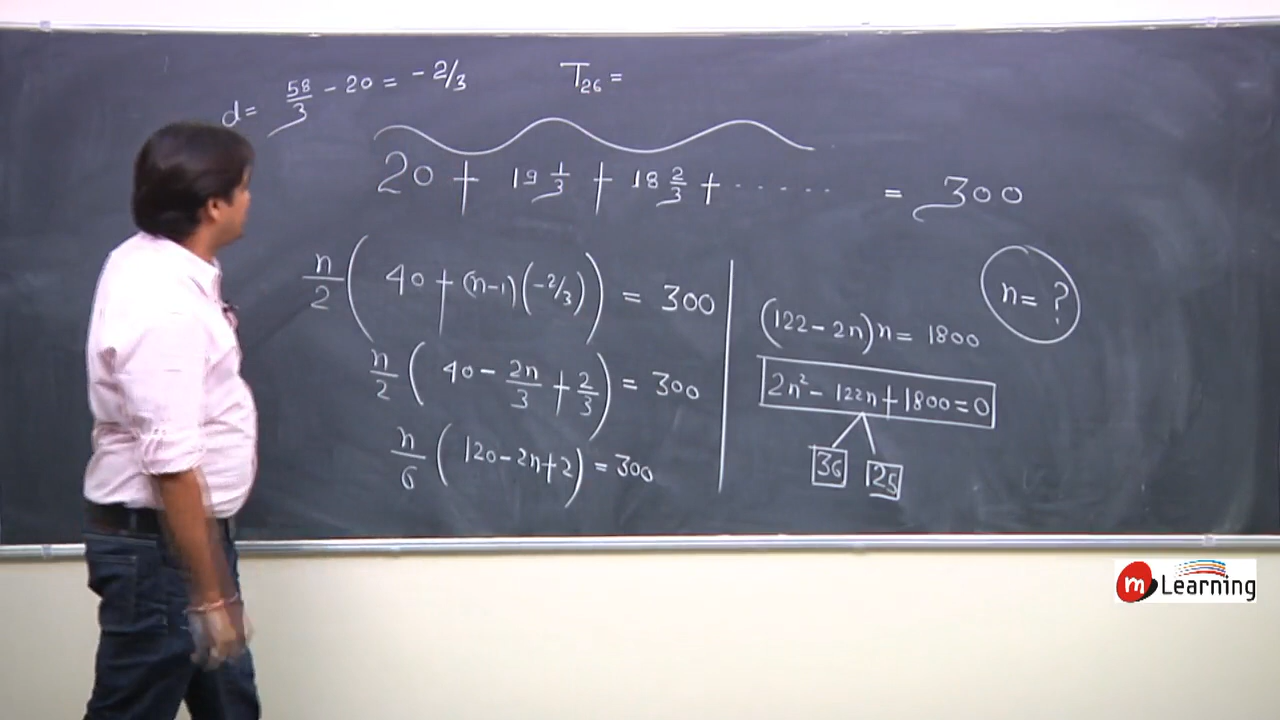 d = 58/3 - 20 = -2/3
T26 =
20 + 19 1/3 + 18 2/3 + ...... = 300
n/2 ( 40 + (n-1)(-2/3) ) = 300
n/2 ( 40 - 2n/3 + 2/3 ) = 300
n/6 ( 120 - 2n + 2 ) = 300
(122 - 2n) n = 1800
2n² - 122n + 1800 = 0
36 25
n = ?
m Learning